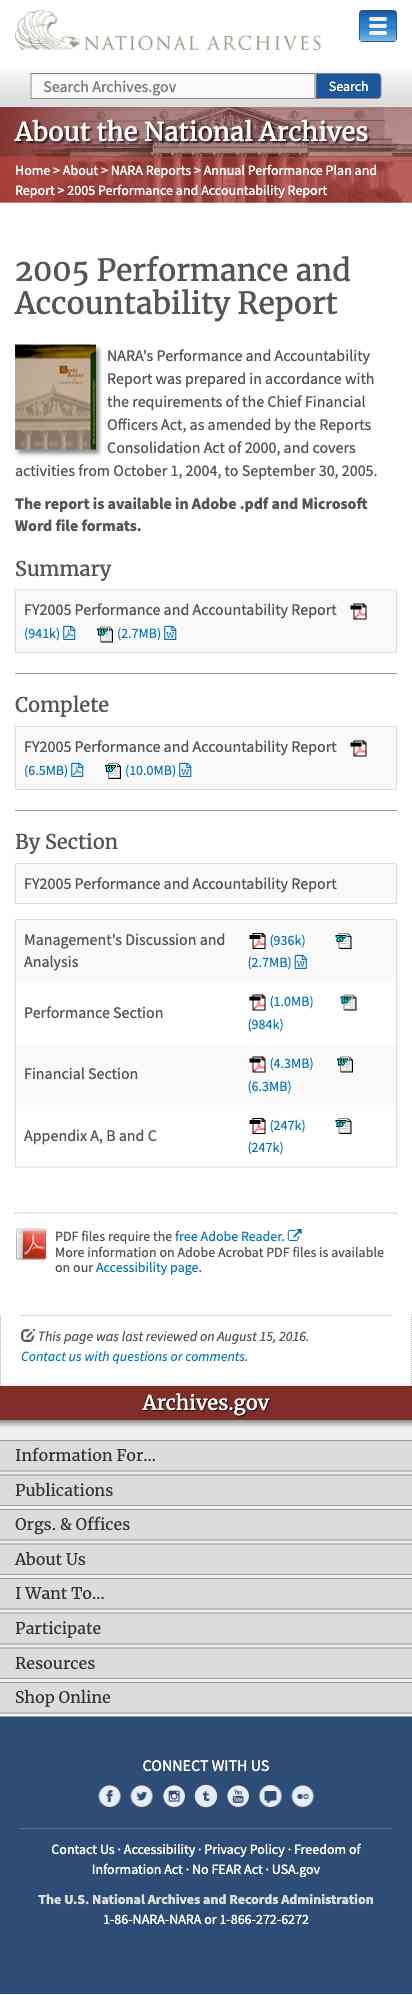 NATIONAL ARCHIVES
Search Archives.gov
Search
About the National Archives
Home > About > NARA Reports > Annual Performance Plan and
Report > 2005 Performance and Accountability Report
2005 Performance and
Accountability Report
NARA's Performance and Accountability
Report was prepared in accordance with
the requirements of the Chief Financial
Officers Act, as amended by the Reports
Consolidation Act of 2000, and covers
activities from October 1, 2004, to September 30, 2005.
The report is available in Adobe .pdf and Microsoft
Word file formats.
Summary
FY2005 Performance and Accountability Report
(941k) (2.7MB)
Complete
FY2005 Performance and Accountability Report
(6.5MB) (10.0MB)
By Section
FY2005 Performance and Accountability Report
Management's Discussion and
Analysis
(936k)
(2.7MB)
Performance Section
(1.0MB)
(984k)
Financial Section
(4.3MB)
(6.3MB)
Appendix A, B and C
(247k)
(247k)
PDF files require the free Adobe Reader.
More information on Adobe Acrobat PDF files is available
on our Accessibility page.
This page was last reviewed on August 15, 2016.
Contact us with questions or comments.
Archives.gov
Information For…
Publications
Orgs. & Offices
About Us
I Want To…
Participate
Resources
Shop Online
CONNECT WITH US
Contact Us · Accessibility · Privacy Policy · Freedom of
Information Act · No FEAR Act · USA.gov
The U.S. National Archives and Records Administration
1-86-NARA-NARA or 1-866-272-6272